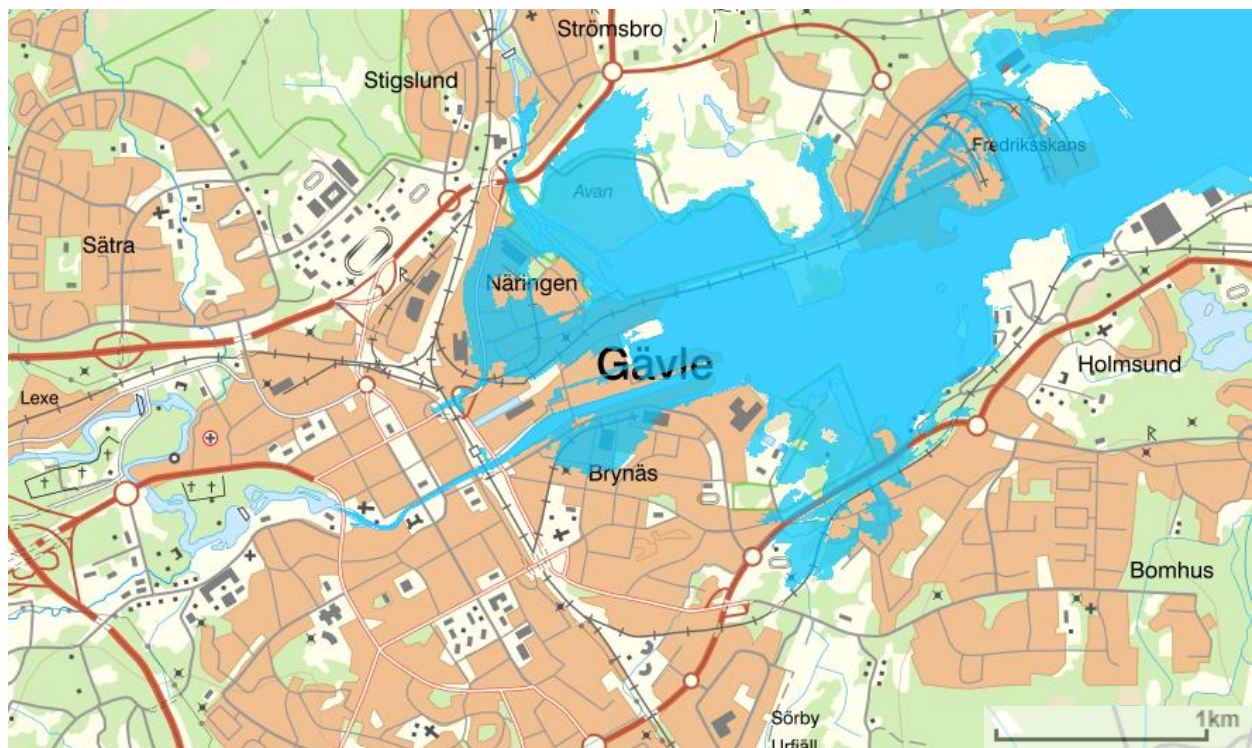 Strömsbro
Stigslund
Fredriksskans
Avan
Sätra
Näringen
Gävle
Holmsund
Lexe
R
R
Brynäs
Bomhus
Sörby
Urfjäll
1km